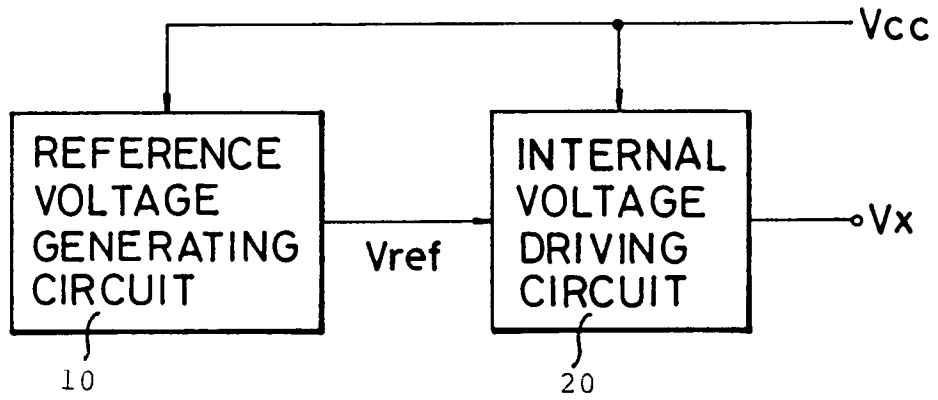 Vcc
REFERENCE
VOLTAGE
GENERATING
CIRCUIT
Vref
INTERNAL
VOLTAGE
DRIVING
CIRCUIT
Vx
10
20